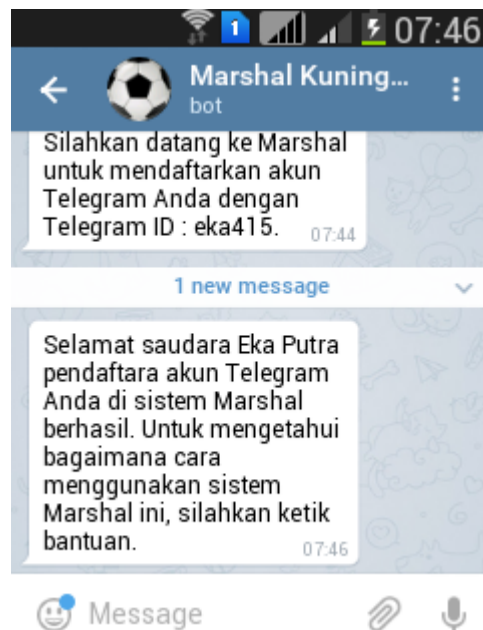 1 07:46
Marshal Kuning...
bot
Silahkan datang ke Marshal
untuk mendaftarkan akun
Telegram Anda dengan
Telegram ID : eka415. 07:44
1 new message
Selamat saudara Eka Putra
pendaftara akun Telegram
Anda di sistem Marshal
berhasil. Untuk mengetahui
bagaimana cara
menggunakan sistem
Marshal ini, silahkan ketik
bantuan. 07:46
Message